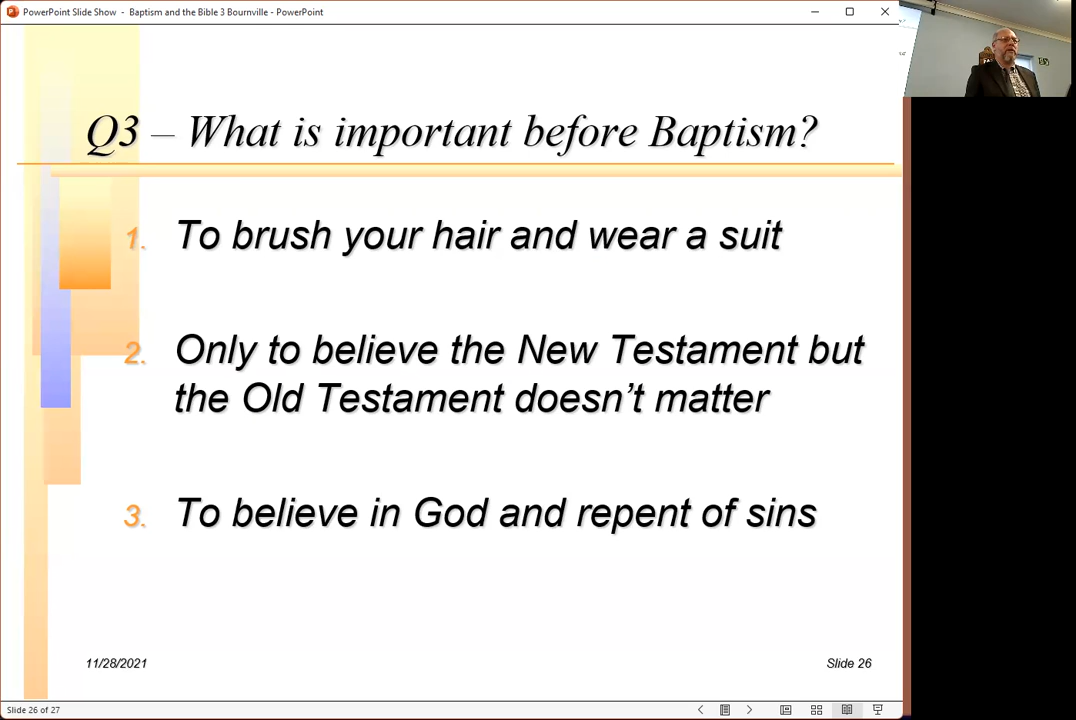 PowerPoint Slide Show - Baptism and the Bible 3 Bournville - PowerPoint
Q3 – What is important before Baptism?
1. To brush your hair and wear a suit
2. Only to believe the New Testament but
the Old Testament doesn’t matter
3. To believe in God and repent of sins
11/28/2021
Slide 26
Slide 26 of 27